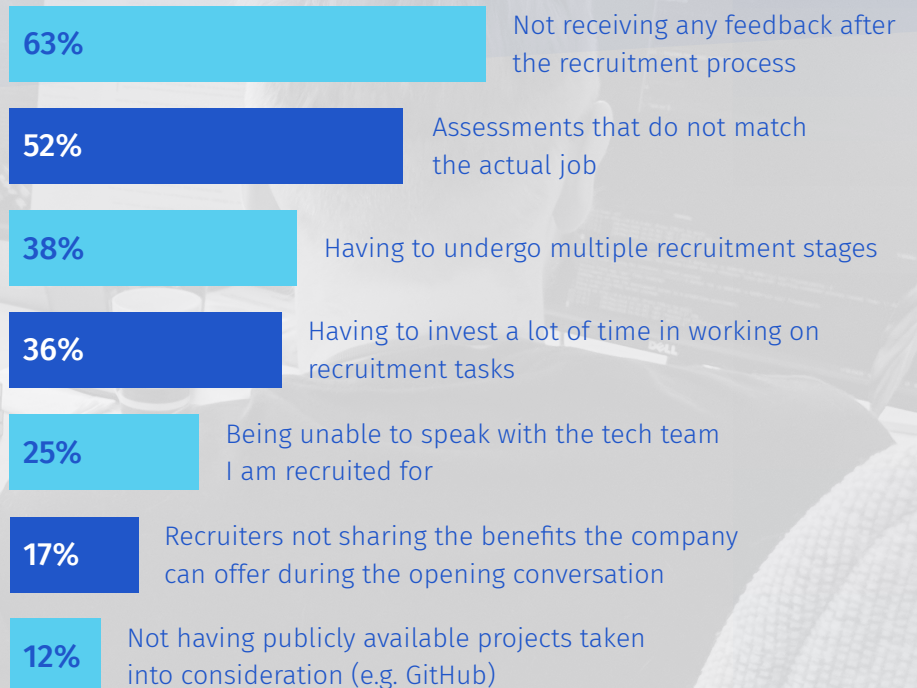 63%
Not receiving any feedback after
the recruitment process
52%
Assessments that do not match
the actual job
38%
Having to undergo multiple recruitment stages
36%
Having to invest a lot of time in working on
recruitment tasks
25%
Being unable to speak with the tech team
I am recruited for
17%
Recruiters not sharing the benefits the company
can offer during the opening conversation
12%
Not having publicly available projects taken
into consideration (e.g. GitHub)
DELL